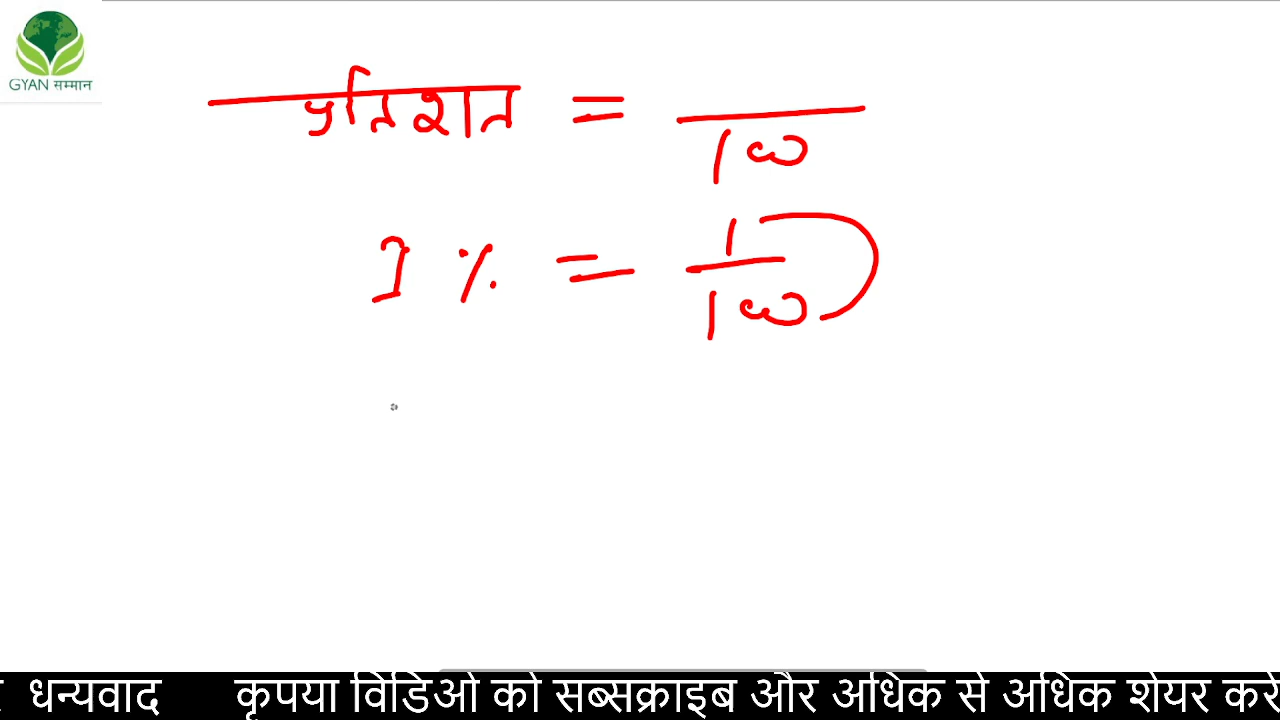 GYAN सम्मान
प्रतिशत = /100
1 % = 1/100
र धन्यवाद कृपया विडिओ को सब्सक्राइब और अधिक से अधिक शेयर करे